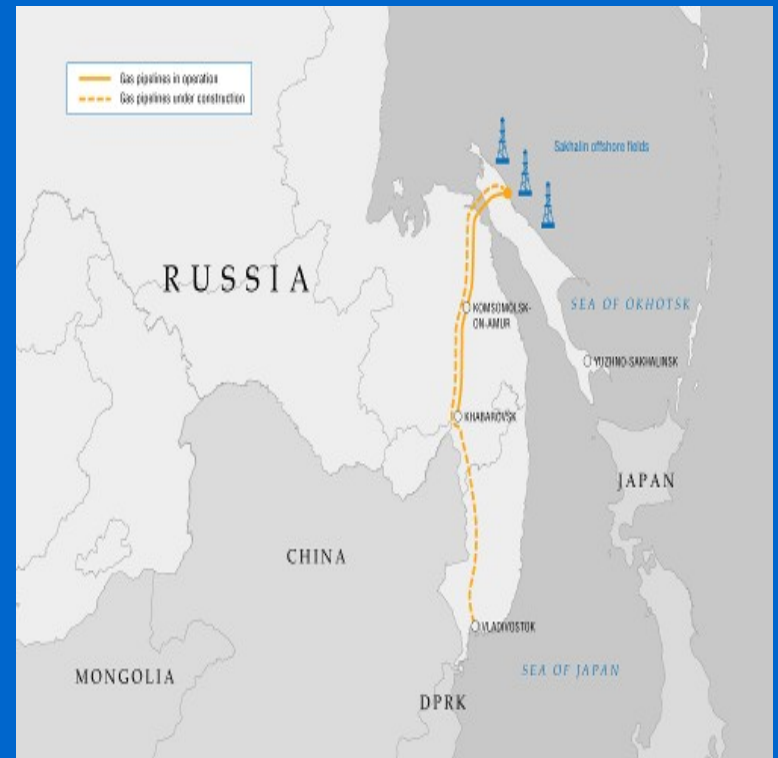 Gas pipelines in operation
Gas pipelines under construction
Sakhalin offshore fields
RUSSIA
SEA OF OKHOTSK
KOMSOMOLSK-
ON-AMUR
YUZHNO-SAKHALINSK
KHABAROVSK
JAPAN
CHINA
VLADIVOSTOK
SEA OF JAPAN
MONGOLIA
DPRK